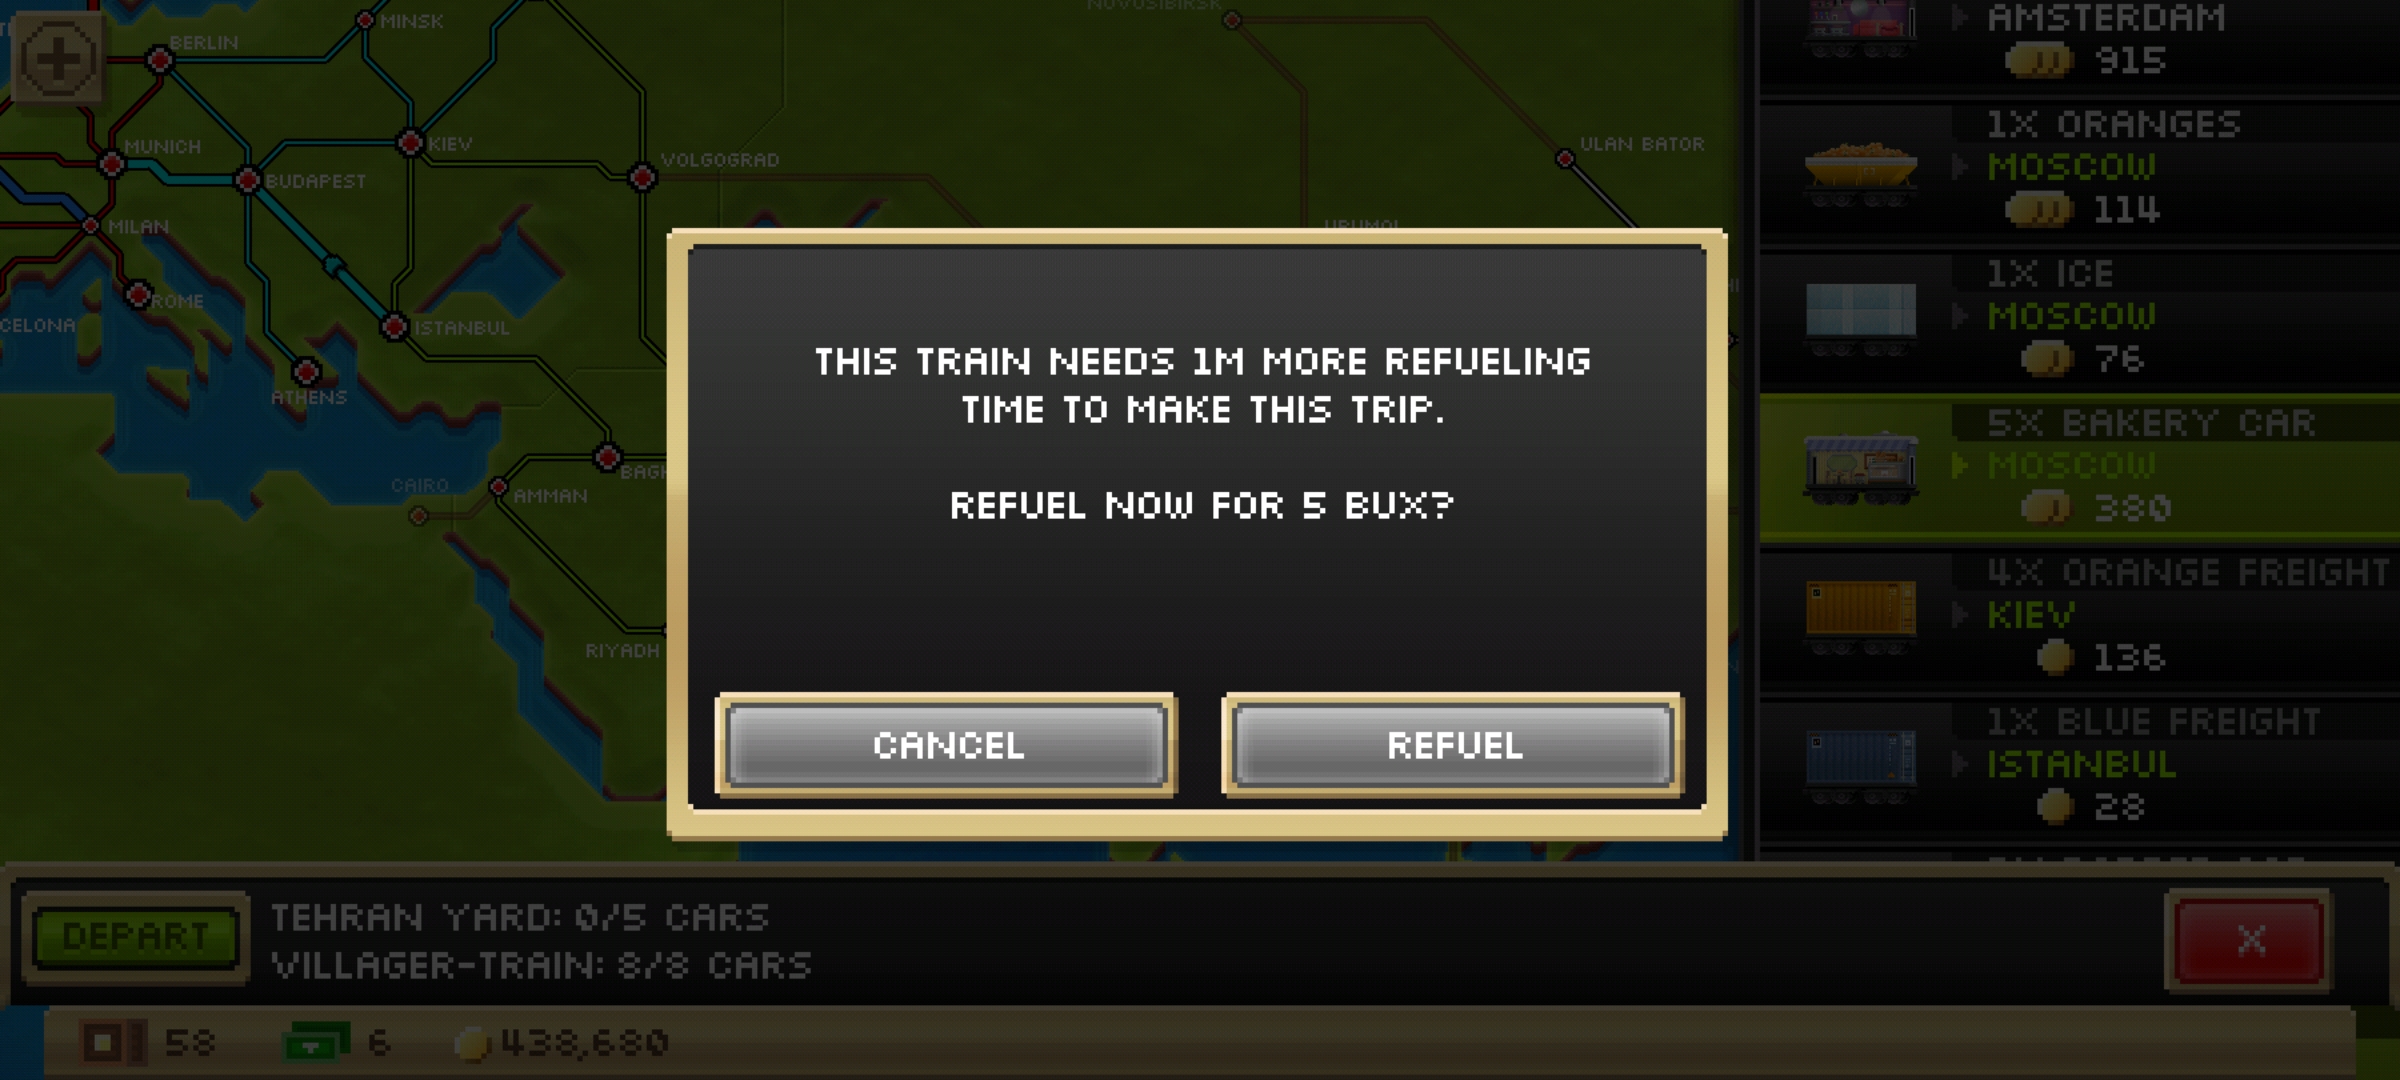 NOVOSIBIRSK
MINSK
BERLIN
MUNICH
KIEV
VOLGOGRAD
ULAN BATOR
BUDAPEST
MILAN
ROME
CELONA
ISTANBUL
ATHENS
CAIRO
AMMAN
BAGH
RIYADH
THIS TRAIN NEEDS 1M MORE REFUELING
TIME TO MAKE THIS TRIP.
REFUEL NOW FOR 5 BUX?
CANCEL
REFUEL
AMSTERDAM
915
1X ORANGES
MOSCOW
114
1X ICE
MOSCOW
76
5X BAKERY CAR
MOSCOW
380
4X ORANGE FREIGHT
KIEV
136
1X BLUE FREIGHT
ISTANBUL
28
DEPART
TEHRAN YARD: 0/5 CARS
VILLAGER-TRAIN: 8/8 CARS
X
58
6
438,680